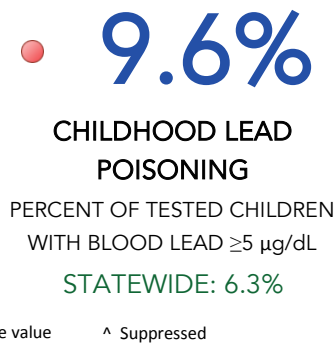 9.6%
CHILDHOOD LEAD
POISONING
PERCENT OF TESTED CHILDREN
WITH BLOOD LEAD ≥5 µg/dL
STATEWIDE: 6.3%
e value ^ Suppressed